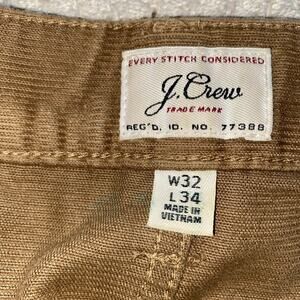 EVERY STITCH CONSIDERED
J.Crew
TRADE MARK
REG'D. ID. NO. 77388
W32
L34
MADE IN
VIETNAM